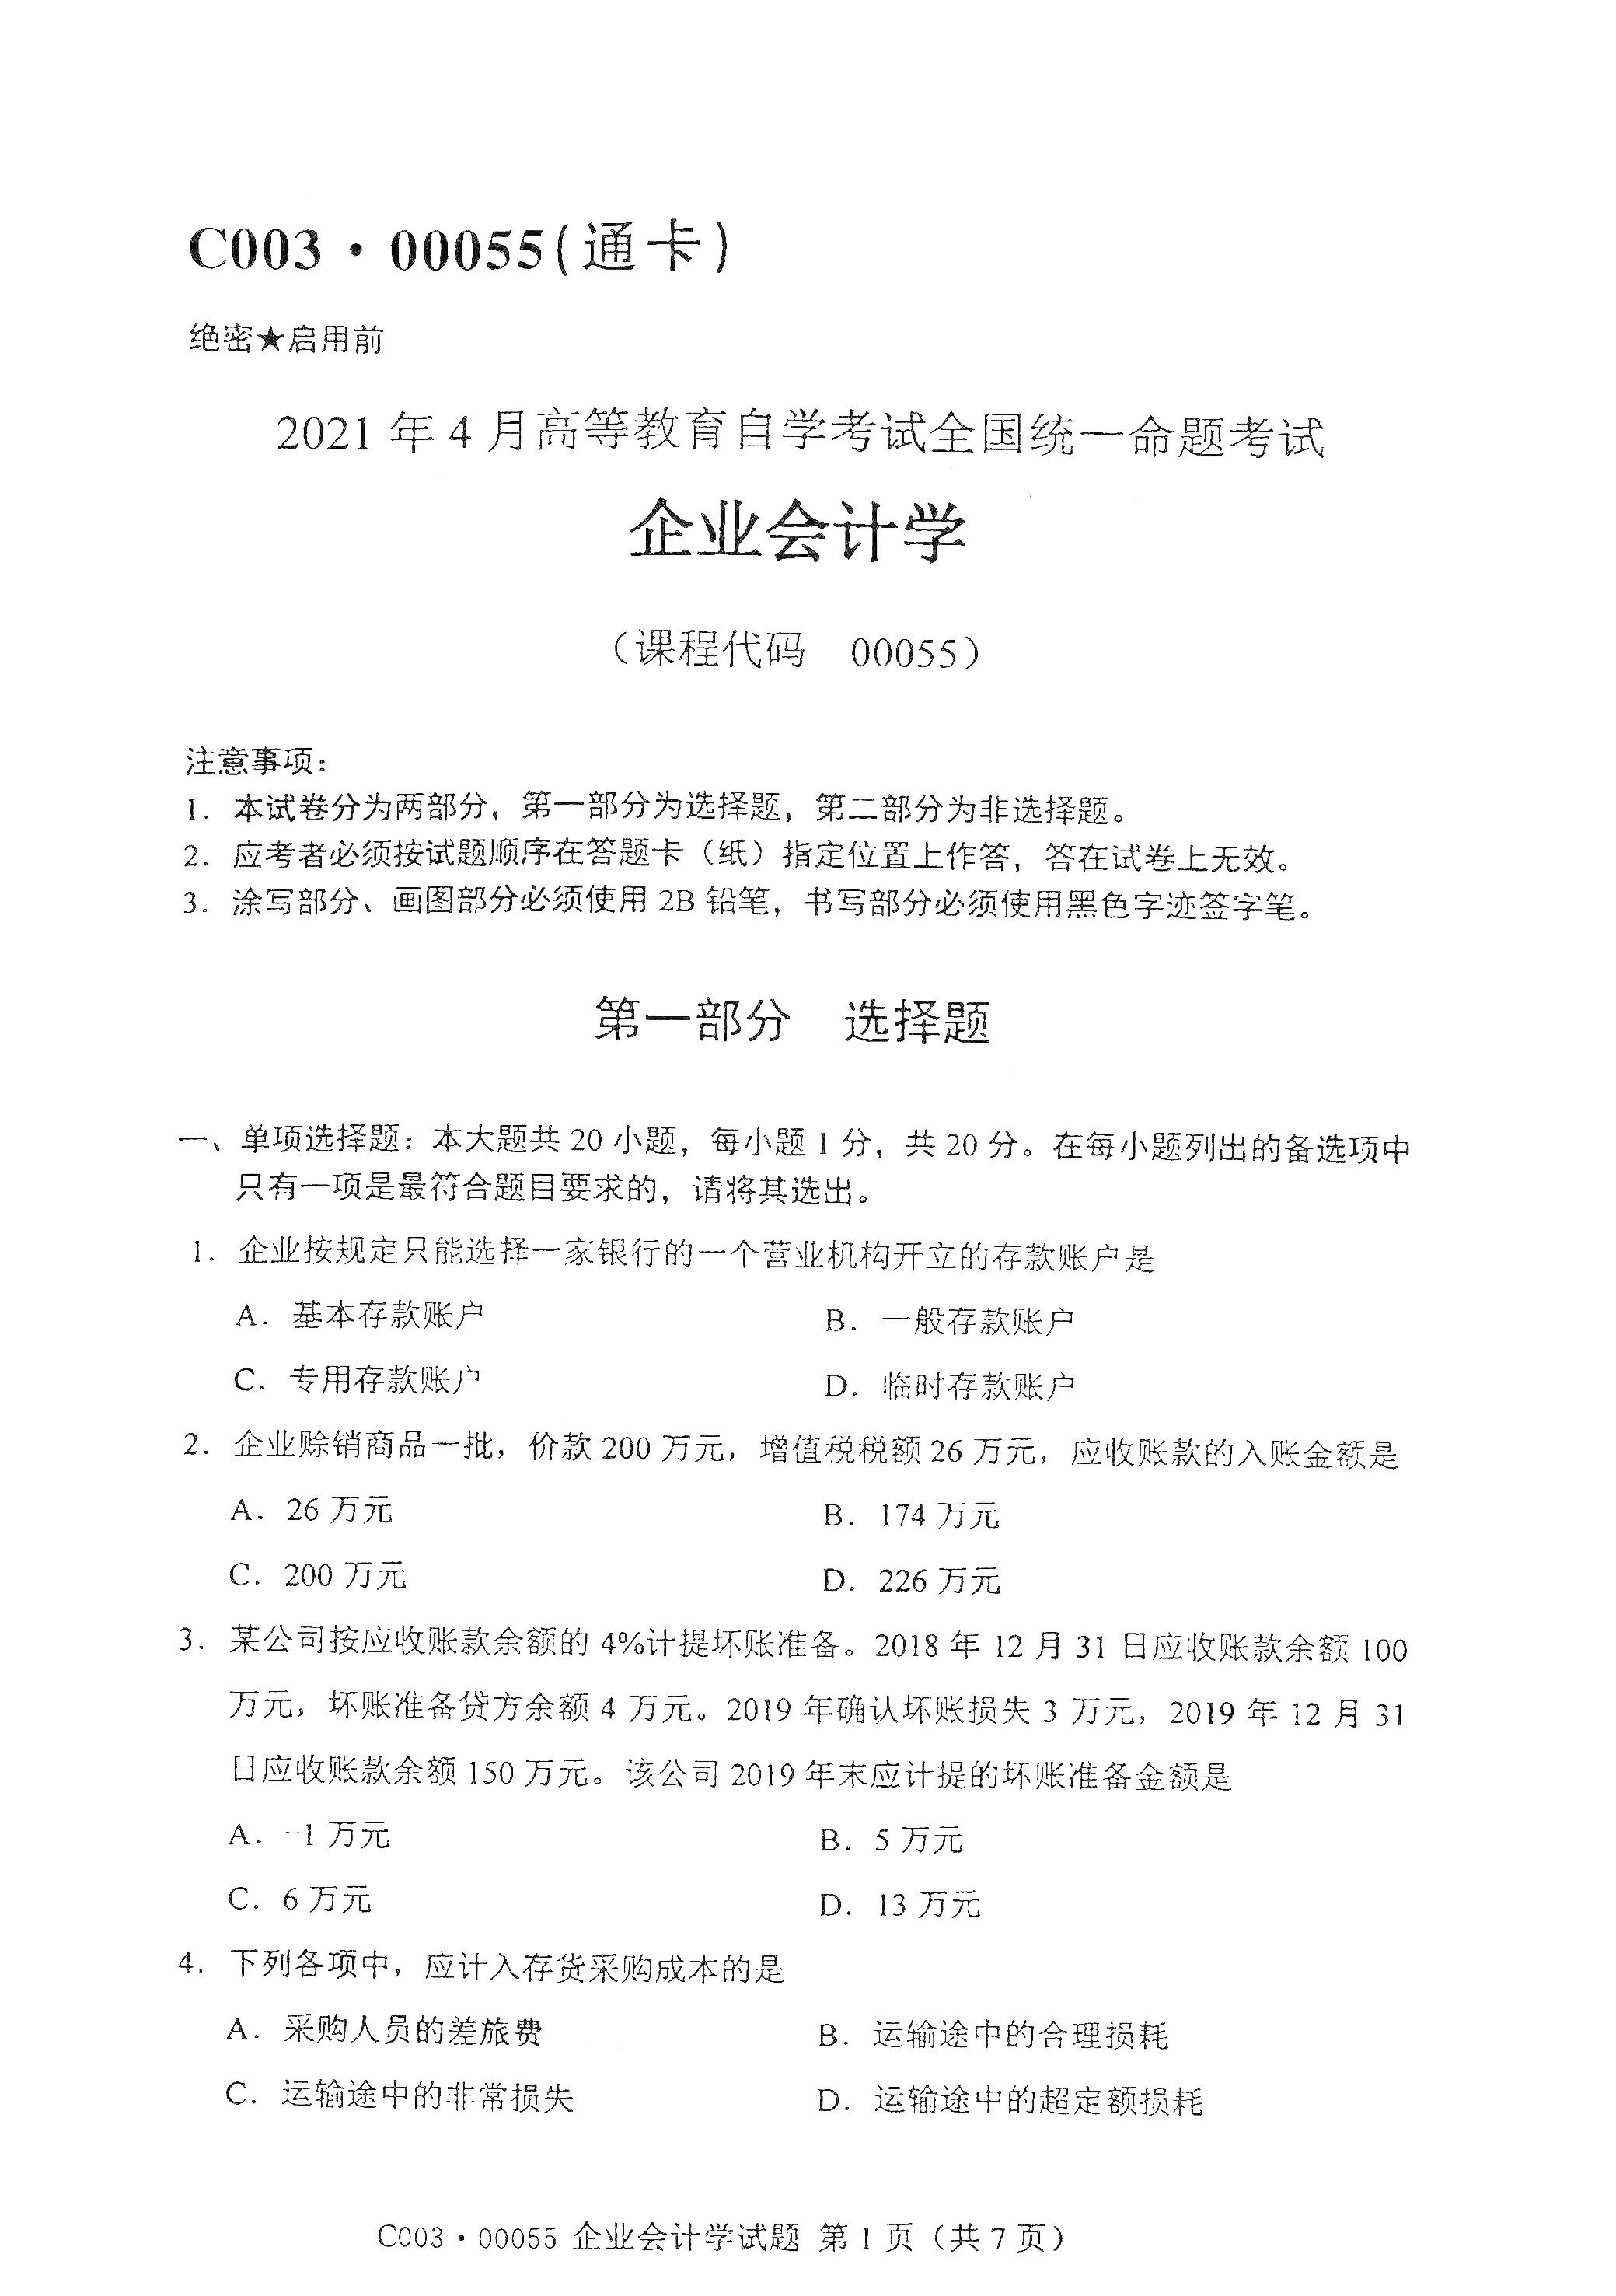 C003·00055(通卡)
绝密★启用前
2021年4月高等教育自学考试全国统一命题考试
企业会计学
（课程代码　00055）
注意事项：
1．本试卷分为两部分，第一部分为选择题，第二部分为非选择题。
2．应考者必须按试题顺序在答题卡（纸）指定位置上作答，答在试卷上无效。
3．涂写部分、画图部分必须使用2B铅笔，书写部分必须使用黑色字迹签字笔。
第一部分　选择题
一、单项选择题：本大题共20小题，每小题1分，共20分。在每小题列出的备选项中
只有一项是最符合题目要求的，请将其选出。
1．企业按规定只能选择一家银行的一个营业机构开立的存款账户是
A．基本存款账户　B．一般存款账户
C．专用存款账户　D．临时存款账户
2．企业赊销商品一批，价款200万元，增值税税额26万元，应收账款的入账金额是
A．26万元　B．174万元
C．200万元　D．226万元
3．某公司按应收账款余额的4%计提坏账准备。2018年12月31日应收账款余额100
万元，坏账准备贷方余额4万元。2019年确认坏账损失3万元，2019年12月31
日应收账款余额150万元。该公司2019年末应计提的坏账准备金额是
A．-1万元　B．5万元
C．6万元　D．13万元
4．下列各项中，应计入存货采购成本的是
A．采购人员的差旅费　B．运输途中的合理损耗
C．运输途中的非常损失　D．运输途中的超定额损耗
C003·00055 企业会计学试题 第1页（共7页）